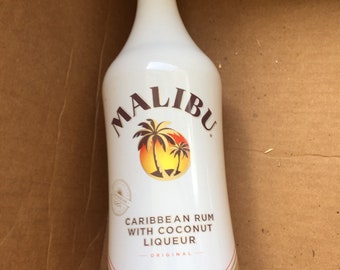 MALIBU
CARIBBEAN RUM
WITH COCONUT
LIQUEUR
ORIGINAL